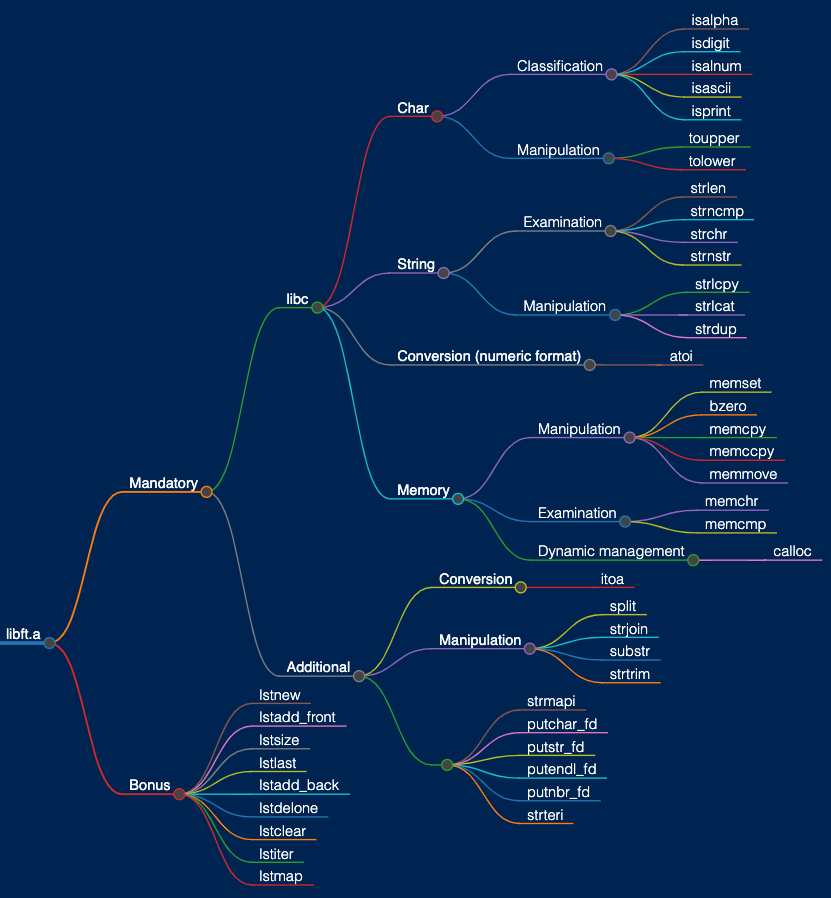 libft.a
Mandatory
libc
Char
Classification
isalpha
isdigit
isalnum
isascii
isprint
Manipulation
toupper
tolower
String
Examination
strlen
strncmp
strchr
strnstr
Manipulation
strlcpy
strlcat
strdup
Conversion (numeric format)
atoi
Memory
Manipulation
memset
bzero
memcpy
memccpy
memmove
Examination
memchr
memcmp
Dynamic management
calloc
Additional
Conversion
itoa
Manipulation
split
strjoin
substr
strtrim
strmapi
putchar_fd
putstr_fd
putendl_fd
putnbr_fd
strteri
Bonus
lstnew
lstadd_front
lstsize
lstlast
lstadd_back
lstdelone
lstclear
lstiter
lstmap